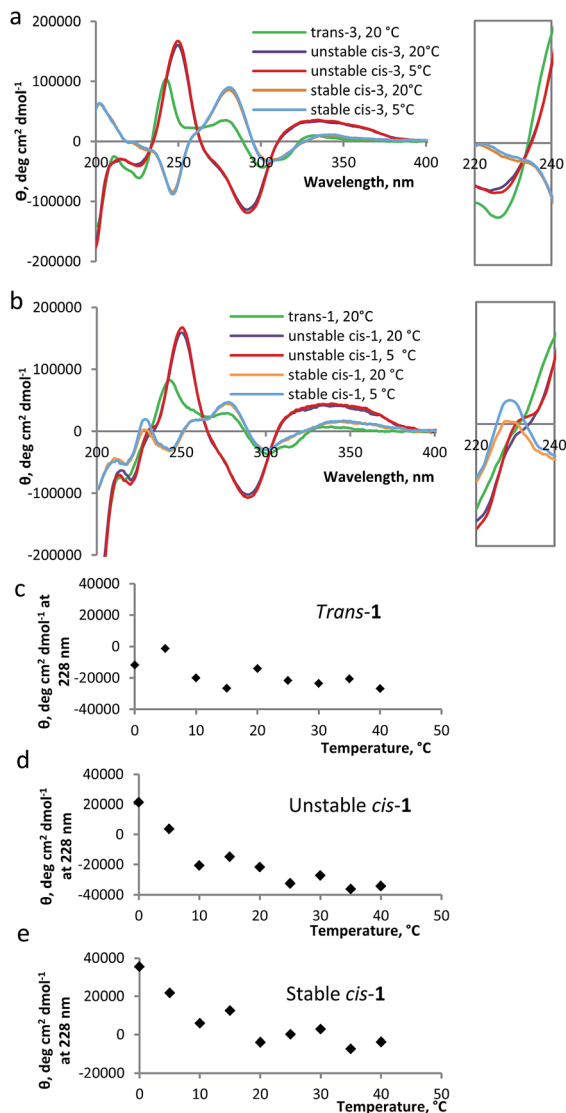 a
θ, deg cm² dmol⁻¹
200000
100000
0
-100000
-200000
200
250
300
350
400
Wavelength, nm
trans-3, 20 °C
unstable cis-3, 20°C
unstable cis-3, 5°C
stable cis-3, 20°C
stable cis-3, 5°C
220
240
b
θ, deg cm² dmol⁻¹
200000
100000
0
-100000
-200000
200
250
300
350
400
Wavelength, nm
trans-1, 20°C
unstable cis-1, 20 °C
unstable cis-1, 5 °C
stable cis-1, 20 °C
stable cis-1, 5 °C
220
240
c
θ, deg cm² dmol⁻¹ at
228 nm
40000
20000
0
-20000
-40000
Trans-1
0
10
20
30
40
50
Temperature, °C
d
θ, deg cm² dmol⁻¹
at 228 nm
40000
20000
0
-20000
-40000
Unstable cis-1
0
10
20
30
40
50
Temperature, °C
e
θ, deg cm² dmol⁻¹
at 228 nm
40000
20000
0
-20000
Stable cis-1
0
10
20
30
40
50
Temperature, °C